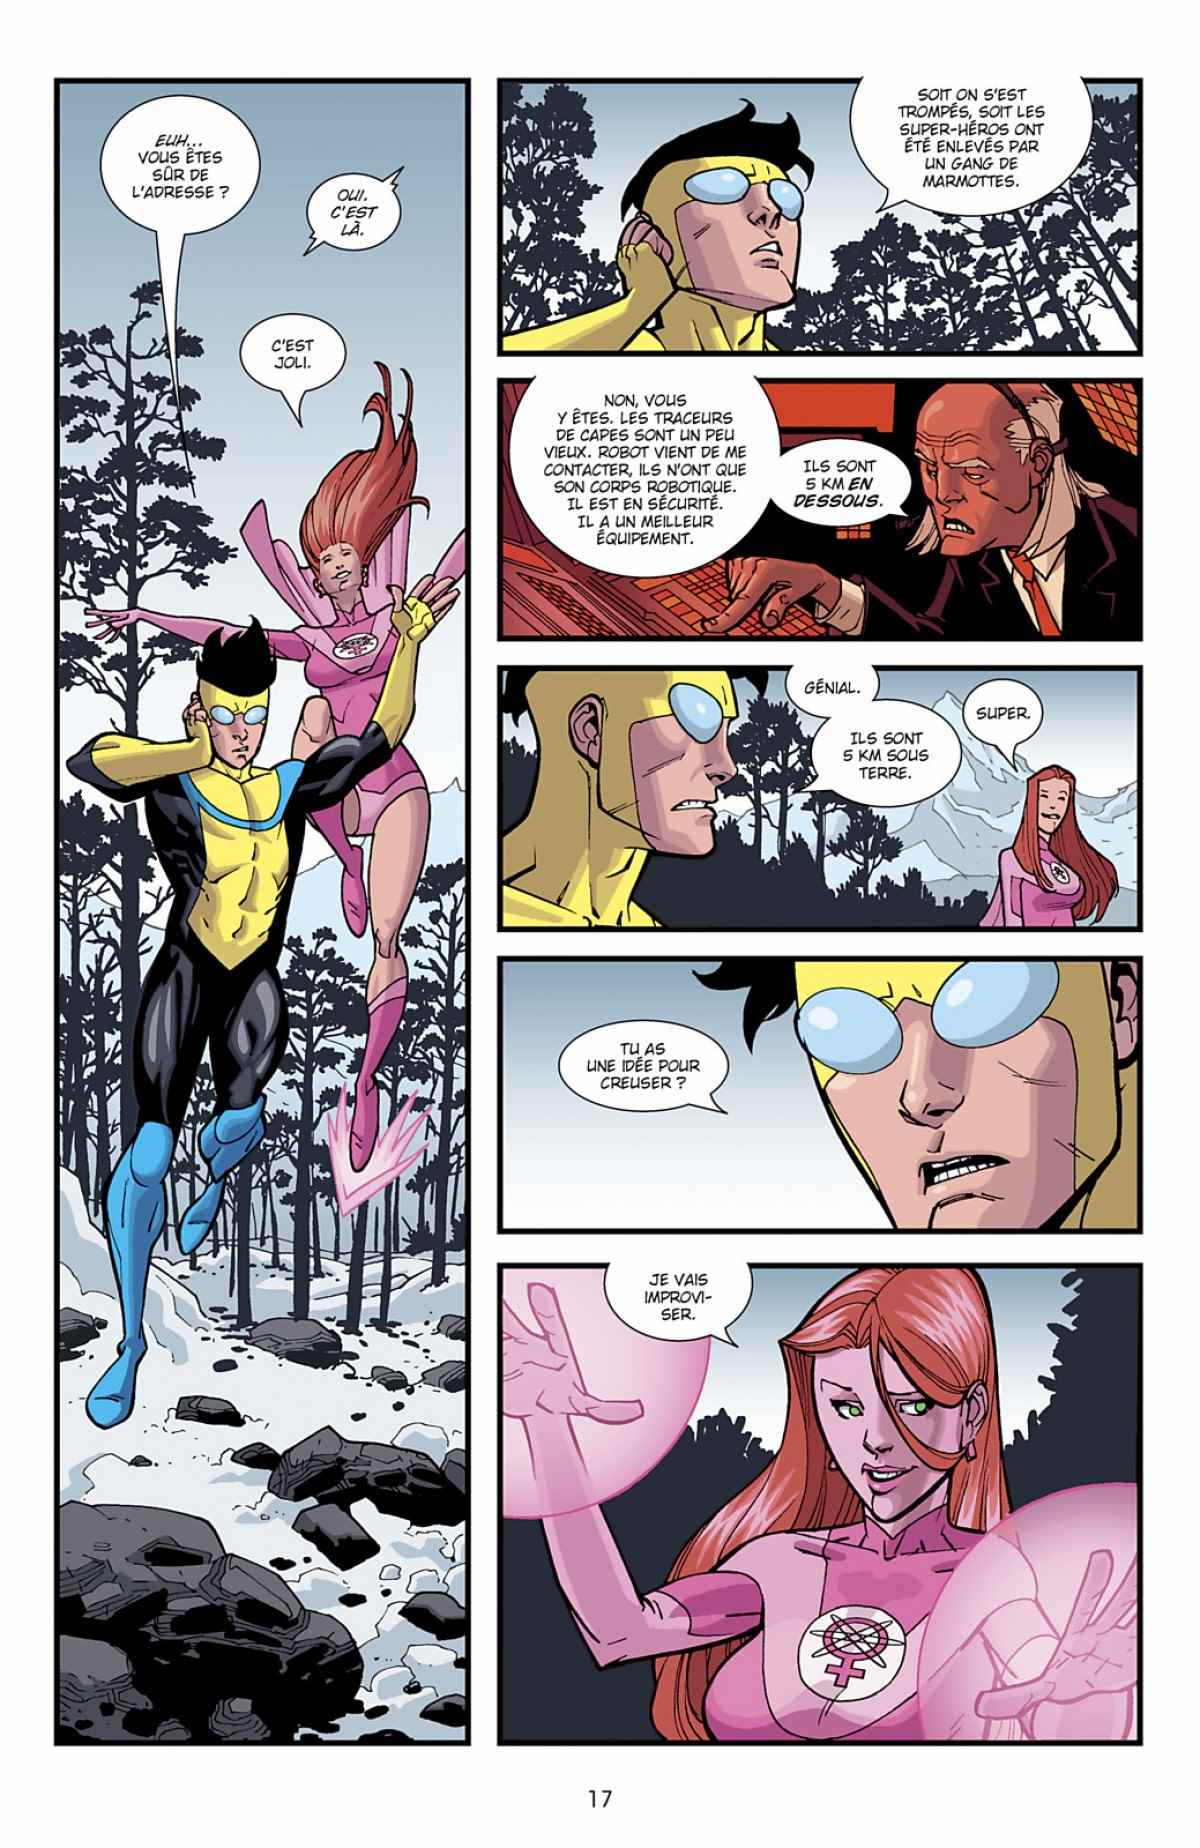 EUH...
VOUS ÊTES
SÛR DE
L'ADRESSE ?
OUI.
C'EST
LÀ.
C'EST
JOLI.
SOIT ON S'EST
TROMPÉS, SOIT LES
SUPER-HÉROS ONT
ÉTÉ ENLEVÉS PAR
UN GANG DE
MARMOTTES.
NON, VOUS
Y ÊTES. LES TRACEURS
DE CAPES SONT UN PEU
VIEUX. ROBOT VIENT DE ME
CONTACTER, ILS N'ONT QUE
SON CORPS ROBOTIQUE.
IL EST EN SÉCURITÉ.
IL A UN MEILLEUR
ÉQUIPEMENT.
ILS SONT
5 KM EN
DESSOUS.
GÉNIAL.
ILS SONT
5 KM SOUS
TERRE.
SUPER.
TU AS
UNE IDÉE POUR
CREUSER ?
JE VAIS
IMPROVI-
SER.
17